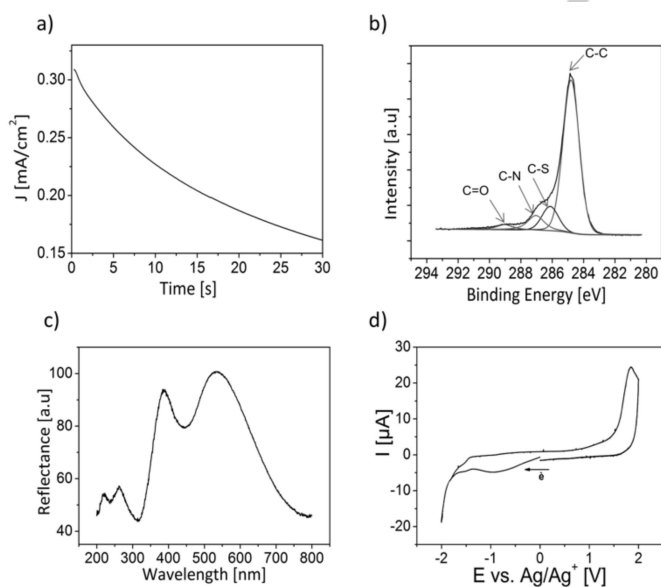 a)
J [mA/cm²]
0.30
0.25
0.20
0.15
0 5 10 15 20 25 30
Time [s]
b)
Intensity [a.u]
C-C
C-S
C-N
C=O
294 292 290 288 286 284 282 280
Binding Energy [eV]
c)
Reflectance [a.u]
100
80
60
40
200 300 400 500 600 700 800
Wavelength [nm]
d)
I [µA]
30
20
10
0
-10
-20
-2 -1 0 1 2
E vs. Ag/Ag⁺ [V]